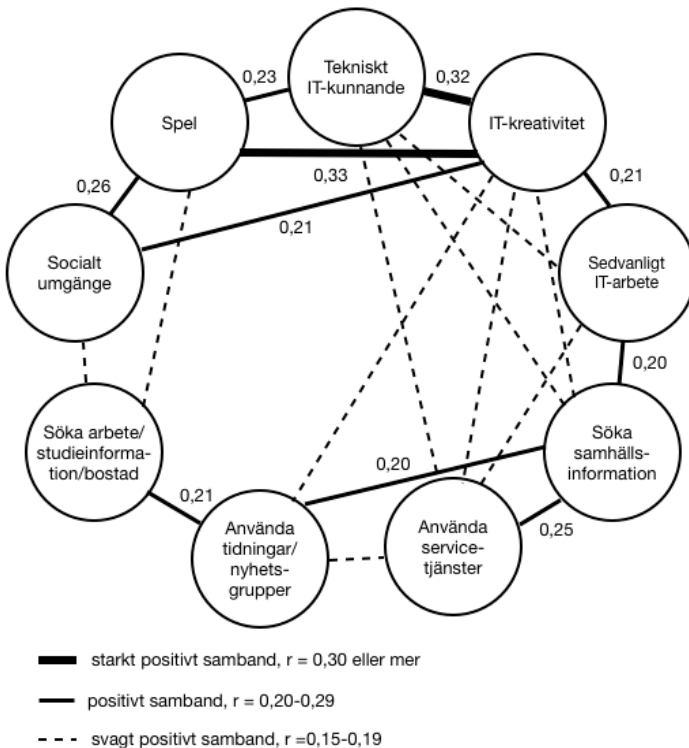 0,23
Tekniskt
IT-kunnande
0,32
Spel
IT-kreativitet
0,26
0,33
0,21
0,21
Socialt
umgänge
Sedvanligt
IT-arbete
0,20
Söka arbete/
studieinforma-
tion/bostad
Söka
samhälls-
information
0,20
0,21
Använda
tidningar/
nyhets-
grupper
Använda
service-
tjänster
0,25
starkt positivt samband, r = 0,30 eller mer
positivt samband, r = 0,20-0,29
svagt positivt samband, r =0,15-0,19